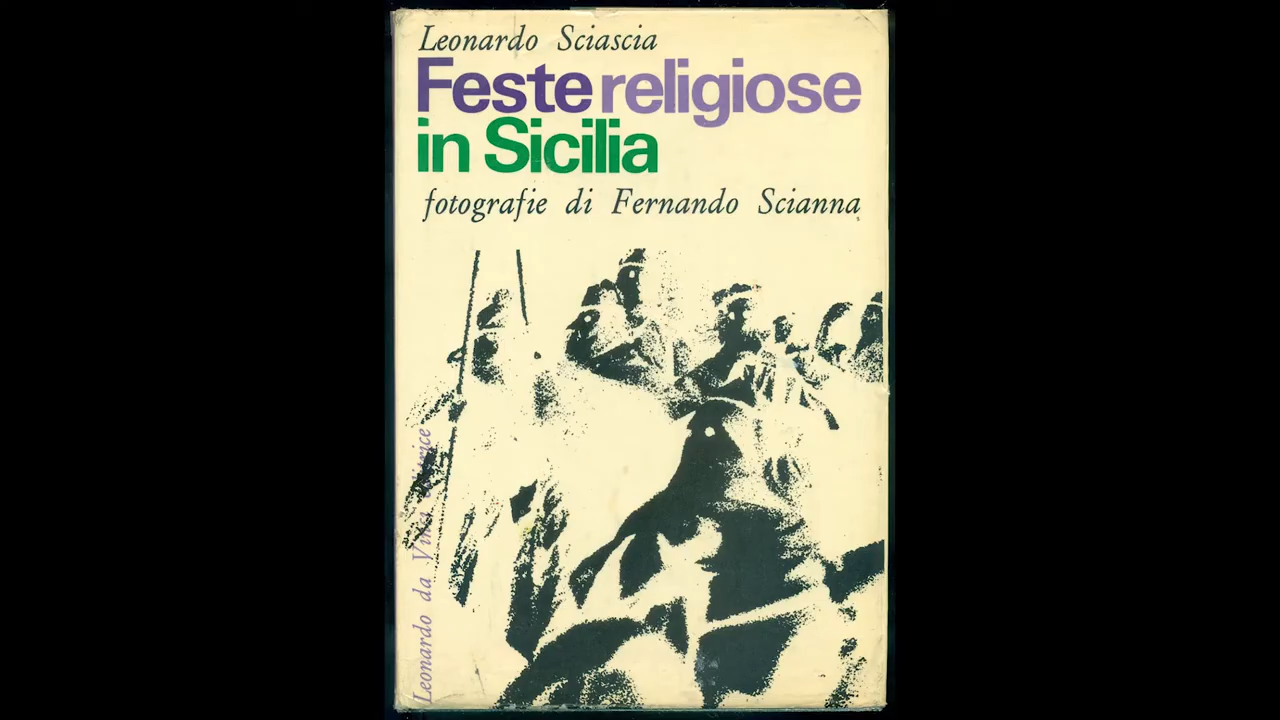 Leonardo Sciascia
Feste religiose
in Sicilia
fotografie di Fernando Scianna
Leonardo da Vinci